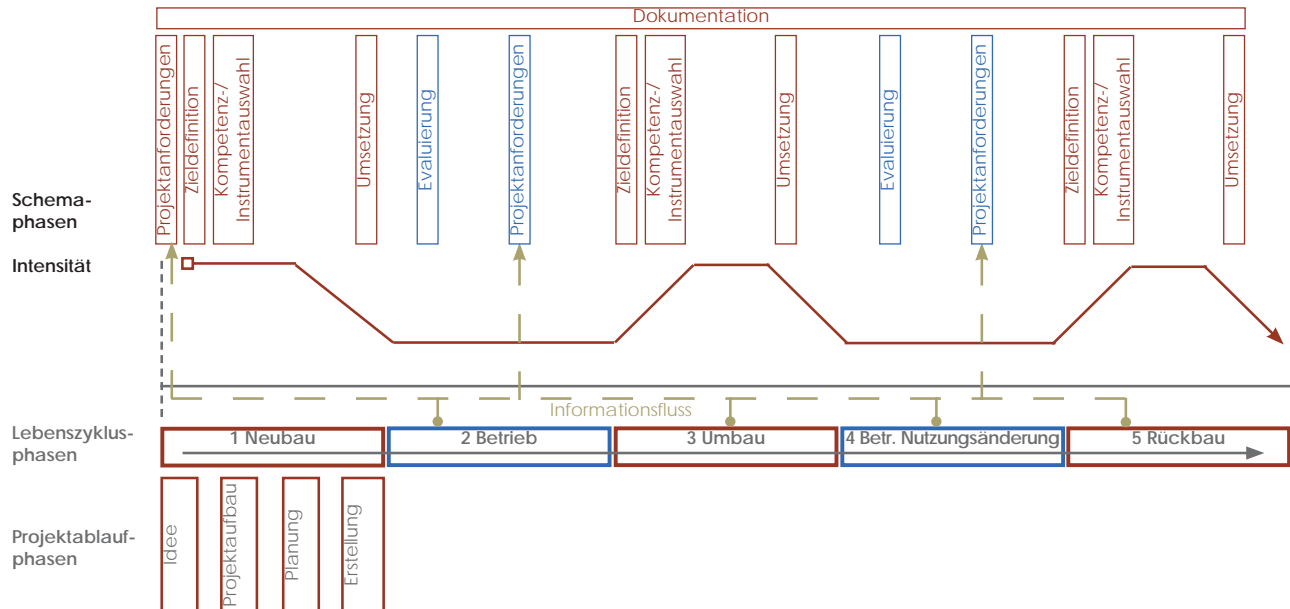 Dokumentation
Projektanforderungen
Zieldefinition
Kompetenz-/
Instrumentauswahl
Umsetzung
Evaluierung
Projektanforderungen
Zieldefinition
Kompetenz-/
Instrumentauswahl
Umsetzung
Evaluierung
Projektanforderungen
Zieldefinition
Kompetenz-/
Instrumentauswahl
Umsetzung
Schema-
phasen
Intensität
Informationsfluss
Lebenszyklus-
phasen
1 Neubau
2 Betrieb
3 Umbau
4 Betr. Nutzungsänderung
5 Rückbau
Projektablauf-
phasen
Idee
Projektaufbau
Planung
Erstellung